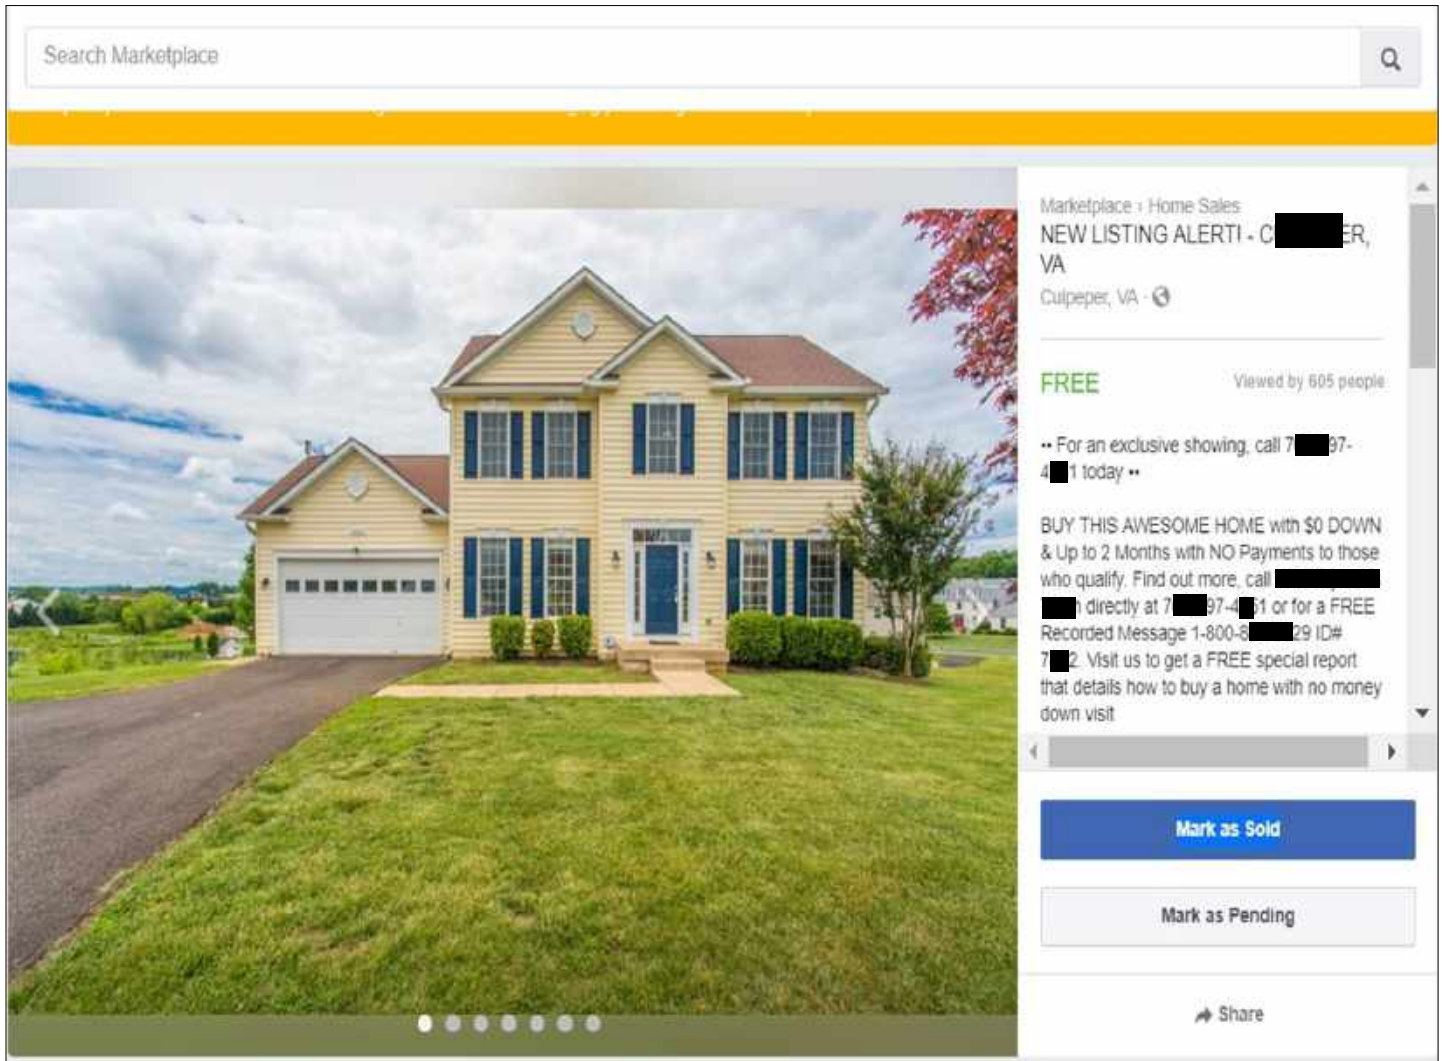 Search Marketplace
Marketplace › Home Sales
NEW LISTING ALERT! - C ER,
VA
Culpeper, VA ·
FREE
Viewed by 605 people
•• For an exclusive showing, call 7 97-
4 1 today ••
BUY THIS AWESOME HOME with $0 DOWN
& Up to 2 Months with NO Payments to those
who qualify. Find out more, call
directly at 7 97-4 1 or for a FREE
Recorded Message 1-800-8 29 ID#
7 2. Visit us to get a FREE special report
that details how to buy a home with no money
down visit
Mark as Sold
Mark as Pending
Share